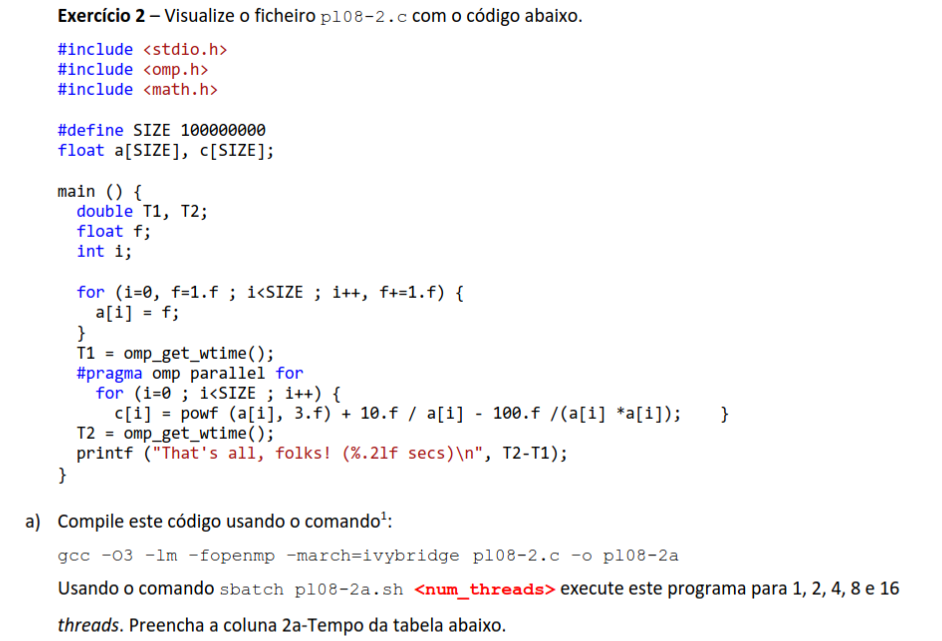 Exercício 2 – Visualize o ficheiro pl08-2.c com o código abaixo.
#include <stdio.h>
#include <omp.h>
#include <math.h>
#define SIZE 100000000
float a[SIZE], c[SIZE];
main () {
double T1, T2;
float f;
int i;
for (i=0, f=1.f ; i<SIZE ; i++, f+=1.f) {
a[i] = f;
}
T1 = omp_get_wtime();
#pragma omp parallel for
for (i=0 ; i<SIZE ; i++) {
c[i] = powf (a[i], 3.f) + 10.f / a[i] - 100.f /(a[i] *a[i]); }
T2 = omp_get_wtime();
printf ("That's all, folks! (%.2lf secs)\n", T2-T1);
}
a) Compile este código usando o comando¹:
gcc -O3 -lm -fopenmp -march=ivybridge pl08-2.c -o pl08-2a
Usando o comando sbatch pl08-2a.sh <num_threads> execute este programa para 1, 2, 4, 8 e 16
threads. Preencha a coluna 2a-Tempo da tabela abaixo.